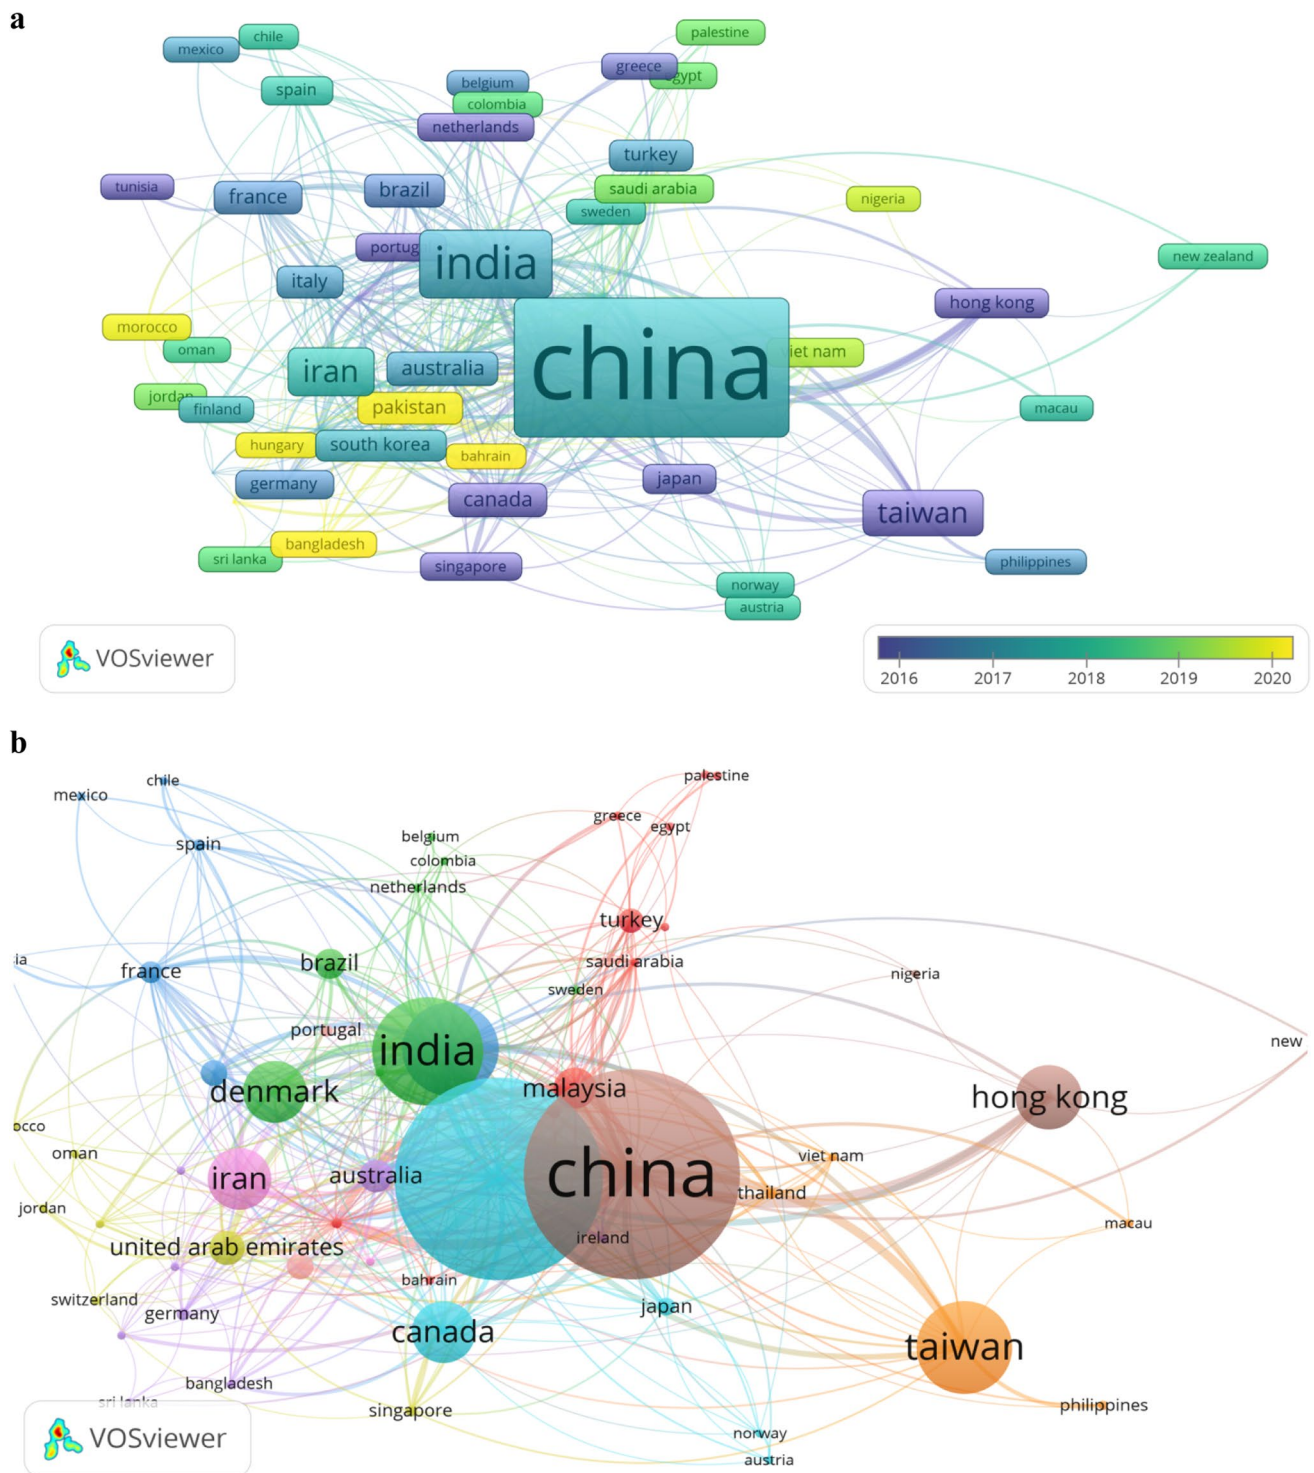 a
palestine
chile
mexico
greece
egypt
spain
belgium
colombia
netherlands
turkey
tunisia
france
brazil
saudi arabia
sweden
nigeria
portug
india
new zealand
italy
hong kong
morocco
oman
china
viet nam
iran
australia
jordan
finland
pakistan
macau
hungary
south korea
bahrain
germany
canada
japan
taiwan
bangladesh
sri lanka
singapore
philippines
norway
austria
VOSviewer
2016 2017 2018 2019 2020
b
palestine
chile
mexico
greece
egypt
belgium
spain
colombia
netherlands
turkey
ia
france
brazil
saudi arabia
nigeria
sweden
portugal
new
india
denmark
malaysia
hong kong
occo
oman
viet nam
iran
australia
china
thailand
jordan
macau
ireland
united arab emirates
bahrain
switzerland
germany
japan
canada
taiwan
bangladesh
sri lanka
singapore
philippines
VOSviewer
norway
austria